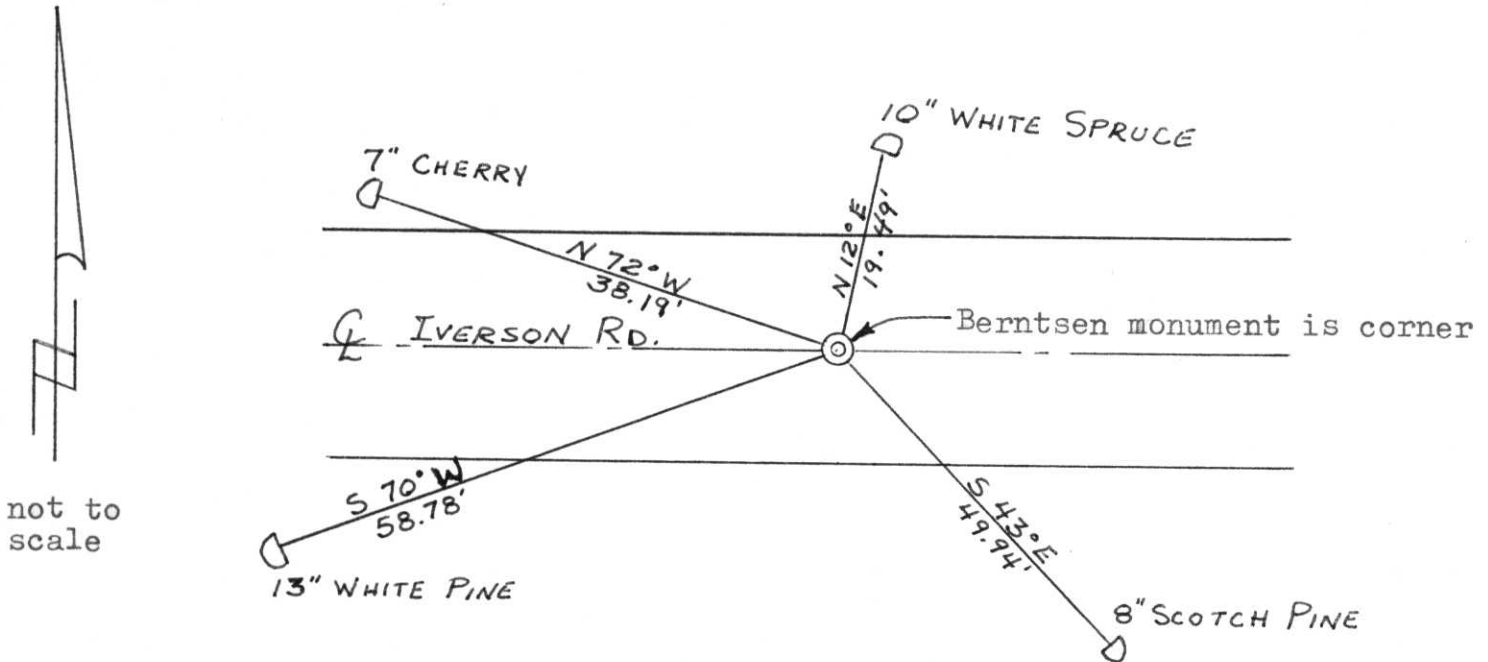 10" WHITE SPRUCE
7" CHERRY
N 12° E
19.49'
N 72° W
38.19'
℄ IVERSON RD.
Berntsen monument is corner
S 70° W
58.78'
S 43° E
49.94'
not to
scale
13" WHITE PINE
8" SCOTCH PINE